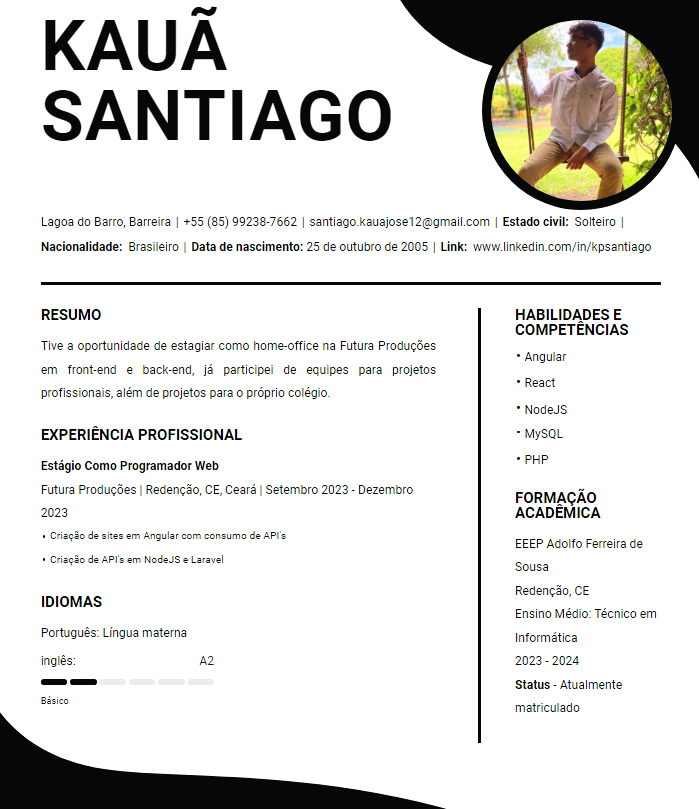 KAUÃ
SANTIAGO
Lagoa do Barro, Barreira | +55 (85) 99238-7662 | santiago.kauajose12@gmail.com | Estado civil: Solteiro |
Nacionalidade: Brasileiro | Data de nascimento: 25 de outubro de 2005 | Link: www.linkedin.com/in/kpsantiago
RESUMO
Tive a oportunidade de estagiar como home-office na Futura Produções
em front-end e back-end, já participei de equipes para projetos
profissionais, além de projetos para o próprio colégio.
EXPERIÊNCIA PROFISSIONAL
Estágio Como Programador Web
Futura Produções | Redenção, CE, Ceará | Setembro 2023 - Dezembro
2023
• Criação de sites em Angular com consumo de API's
• Criação de API's em NodeJS e Laravel
IDIOMAS
Português: Língua materna
inglês: A2
Básico
HABILIDADES E
COMPETÊNCIAS
• Angular
• React
• NodeJS
• MySQL
• PHP
FORMAÇÃO
ACADÊMICA
EEEP Adolfo Ferreira de
Sousa
Redenção, CE
Ensino Médio: Técnico em
Informática
2023 - 2024
Status - Atualmente
matriculado